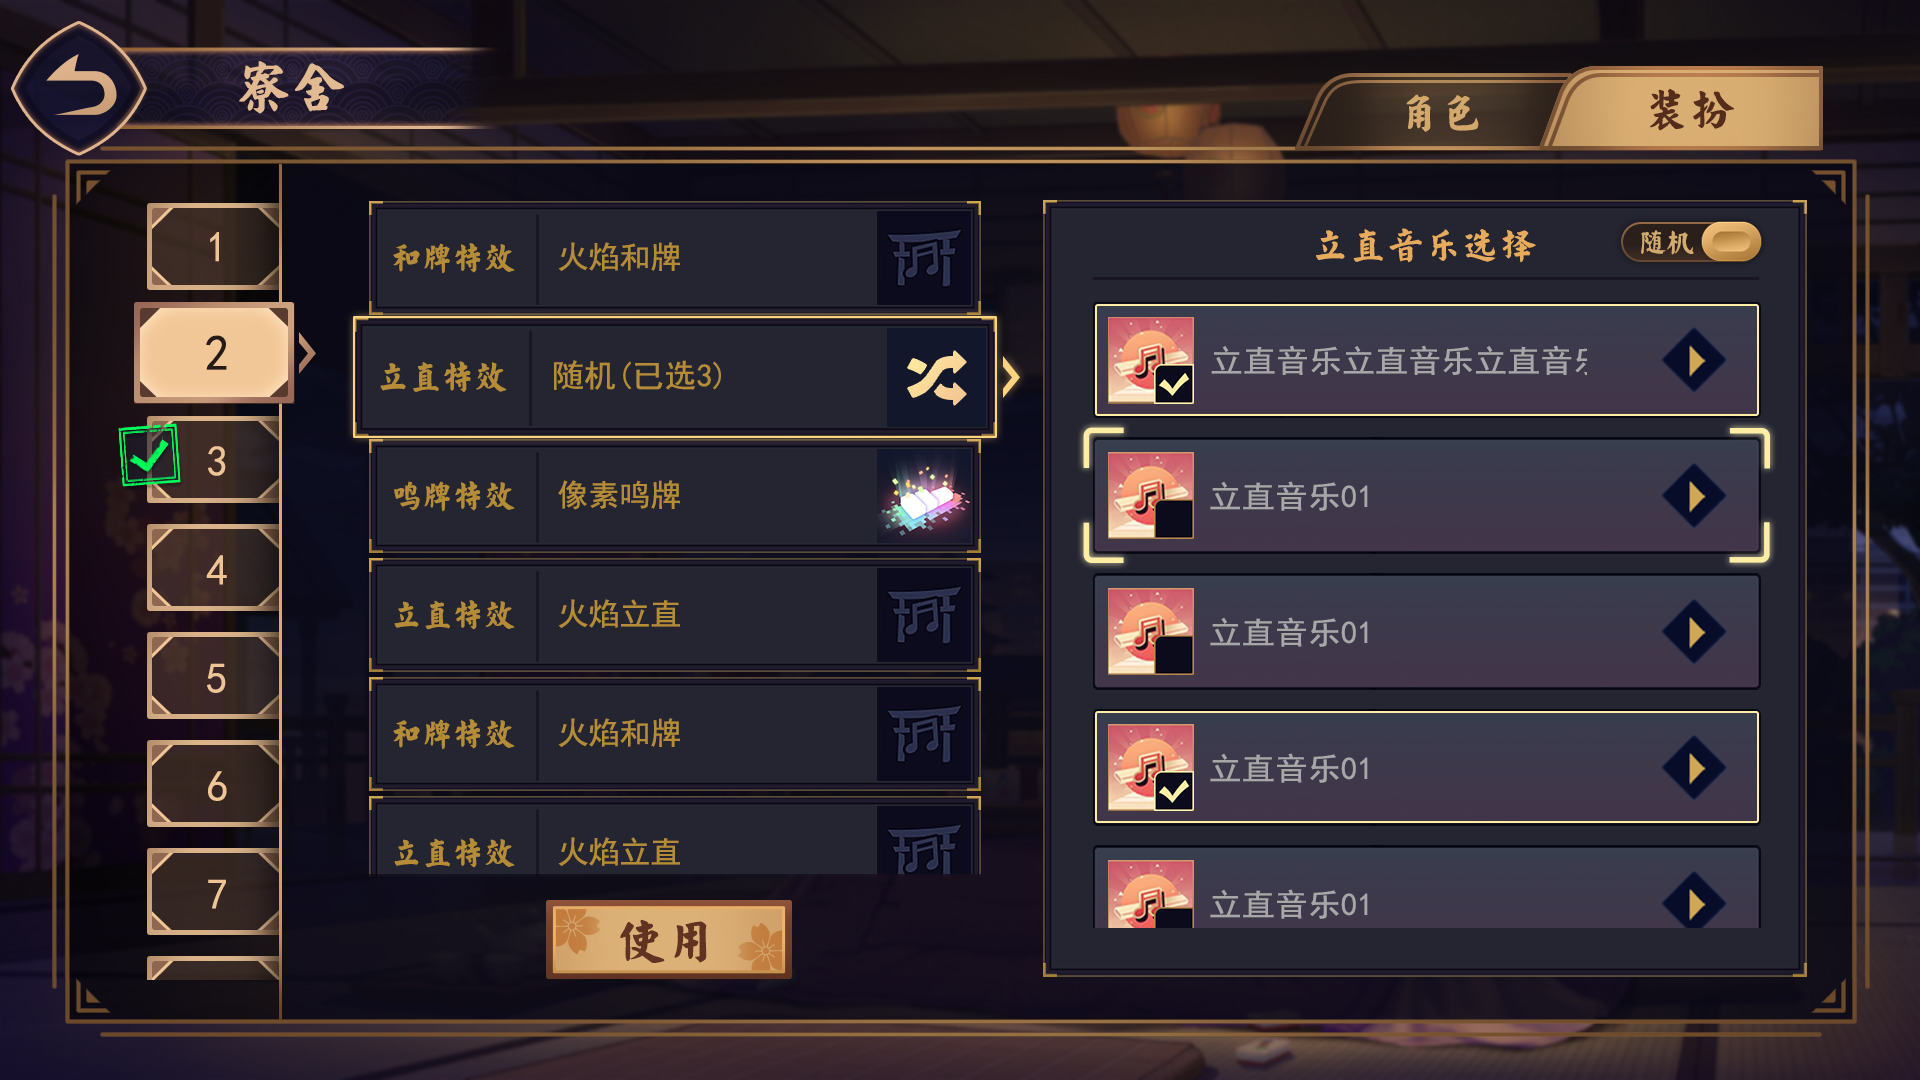 寮舍
角色
装扮
1
2
3
4
5
6
7
和牌特效 火焰和牌
立直特效 随机(已选3)
鸣牌特效 像素鸣牌
立直特效 火焰立直
和牌特效 火焰和牌
立直特效 火焰立直
使用
立直音乐选择
随机
立直音乐立直音乐立直音
立直音乐01
立直音乐01
立直音乐01
立直音乐01